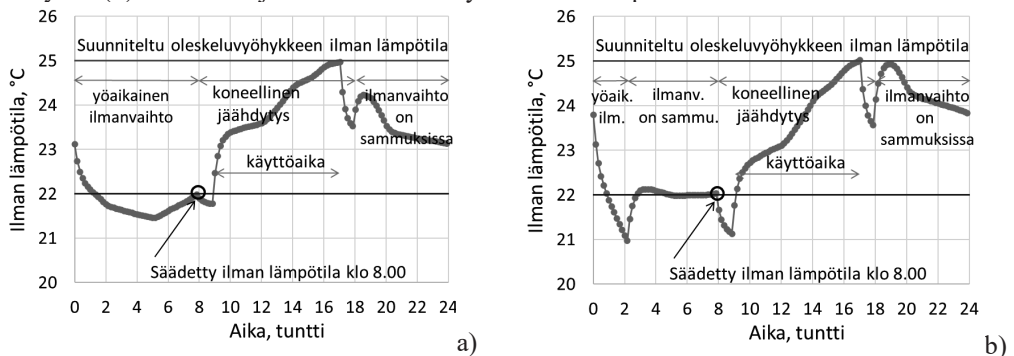 26
Suunniteltu oleskeluvyöhykkeen ilman lämpötila
25
yöaikainen
ilmanvaihto
koneellinen
jäähdytys
ilmanvaihto
on
sammuksissa
24
23
käyttöaika
22
21
Säädetty ilman lämpötila klo 8.00
20
0 2 4 6 8 10 12 14 16 18 20 22 24
Aika, tuntti
Ilman lämpötila, °C
a)
26
Suunniteltu oleskeluvyöhykkeen ilman lämpötila
25
yöaik.
ilm.
ilmanv.
on sammu.
koneellinen
jäähdytys
ilmanvaihto
on
sammuksissa
24
23
käyttöaika
22
21
Säädetty ilman lämpötila klo 8.00
20
0 2 4 6 8 10 12 14 16 18 20 22 24
Aika, tuntti
Ilman lämpötila, °C
b)